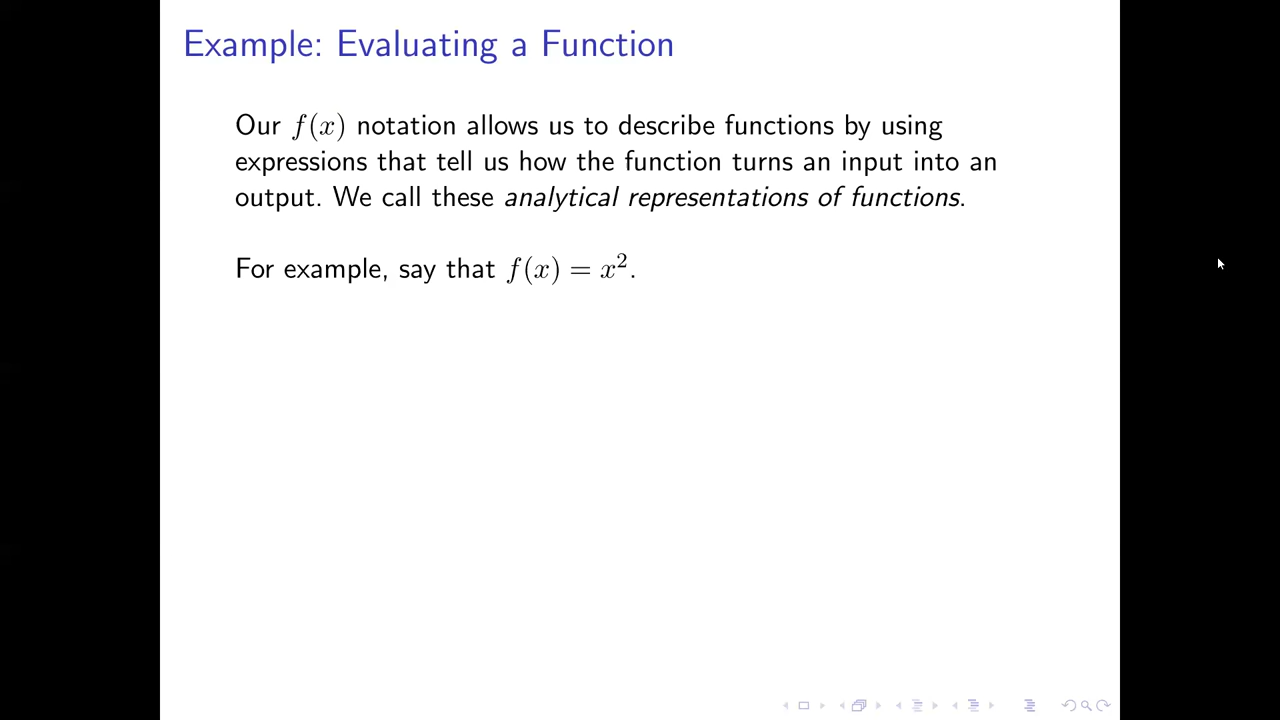 Example: Evaluating a Function
Our f(x) notation allows us to describe functions by using
expressions that tell us how the function turns an input into an
output. We call these analytical representations of functions.
For example, say that f(x) = x².